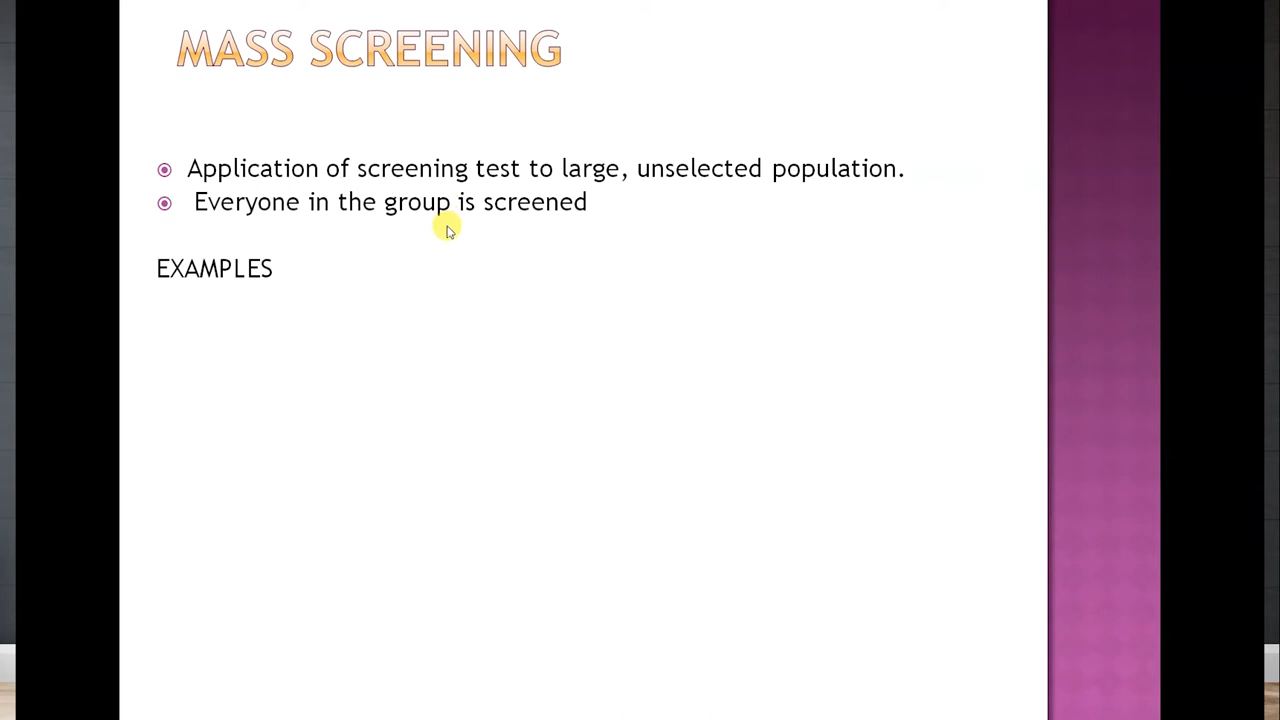 MASS SCREENING
Application of screening test to large, unselected population.
Everyone in the group is screened
EXAMPLES